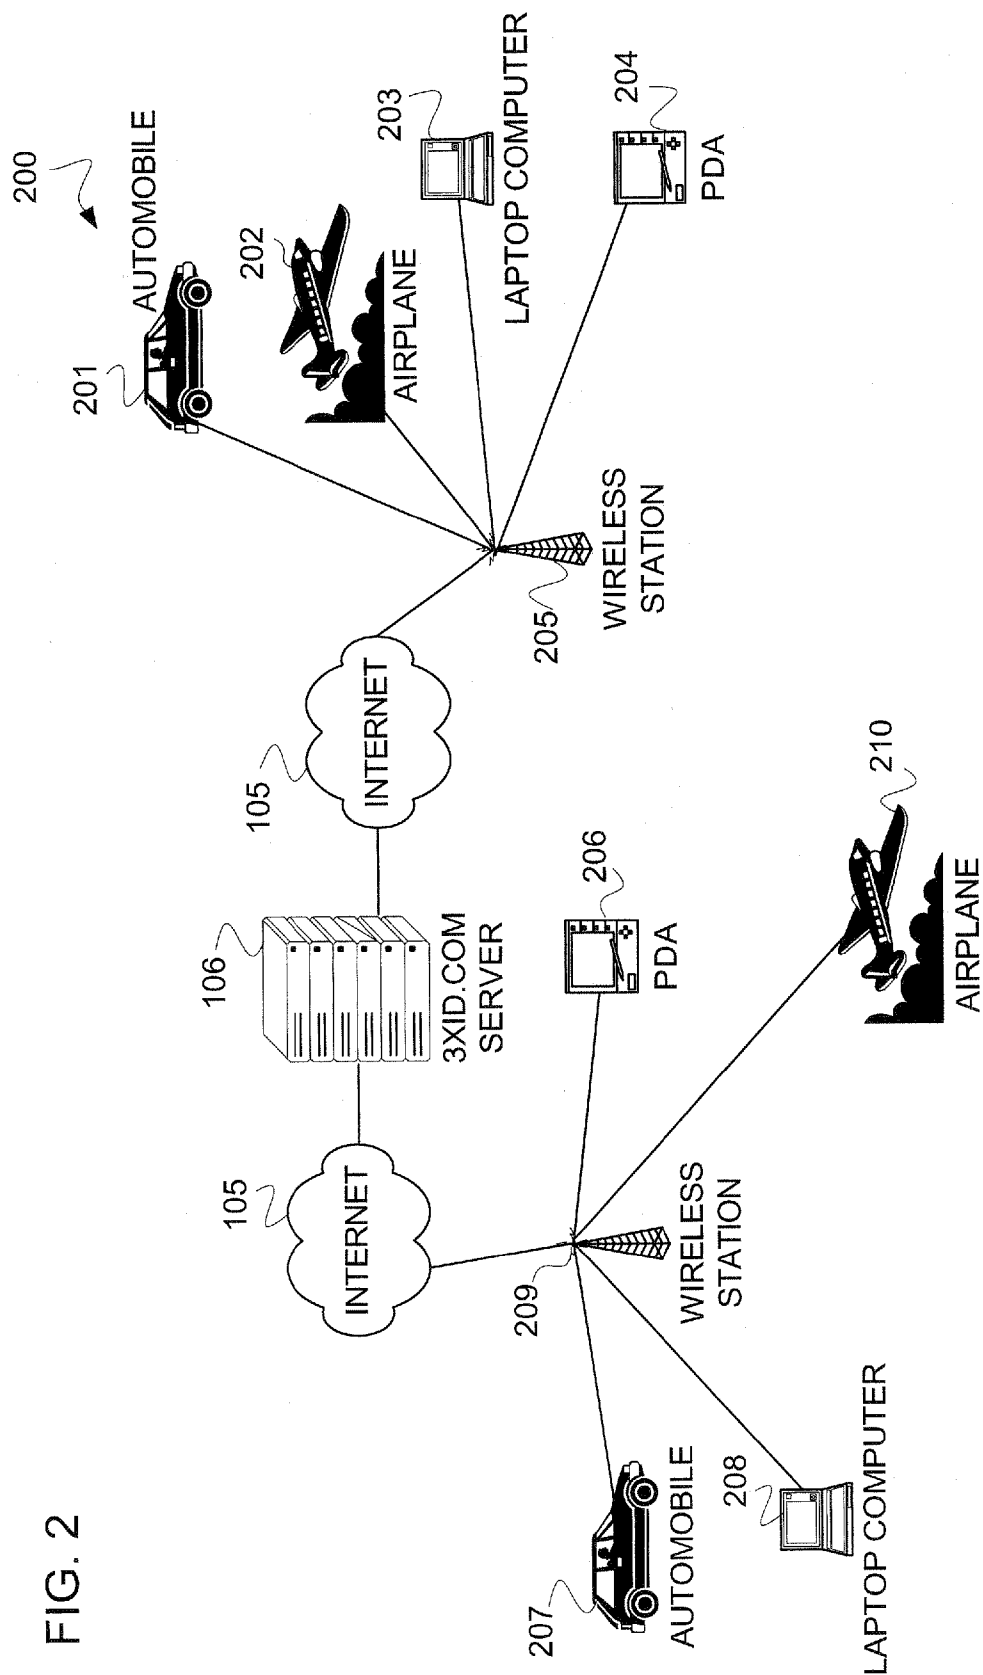 FIG. 2
200
201
AUTOMOBILE
202
AIRPLANE
203
LAPTOP COMPUTER
204
PDA
205
WIRELESS
STATION
105
INTERNET
106
3XID.COM
SERVER
105
INTERNET
206
PDA
209
WIRELESS
STATION
210
AIRPLANE
207
AUTOMOBILE
208
LAPTOP COMPUTER